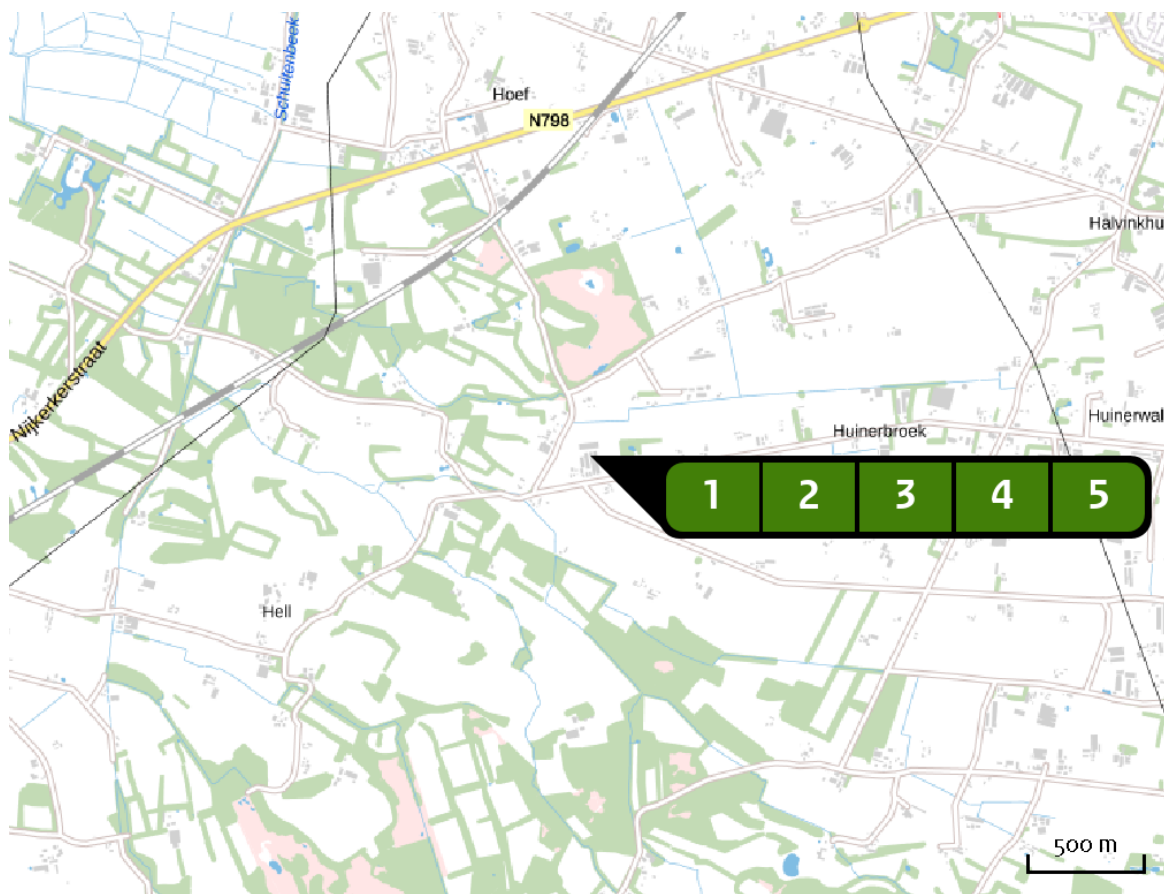 Schuitenbeek
Hoef
N798
Halvinkhu
Nijkerkerstraat
Huinerbroek
Huinerwal
1 2 3 4 5
Hell
500 m